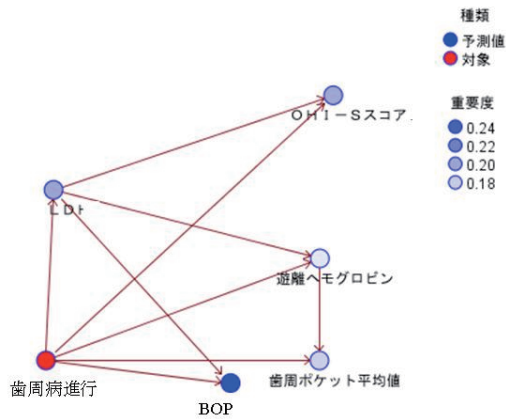 種類
予測値
対象
重要度
0.24
0.22
0.20
0.18
ＯＨＩ－Ｓスコア
遊離ヘモグロビン
歯周病進行
歯周ポケット平均値
BOP